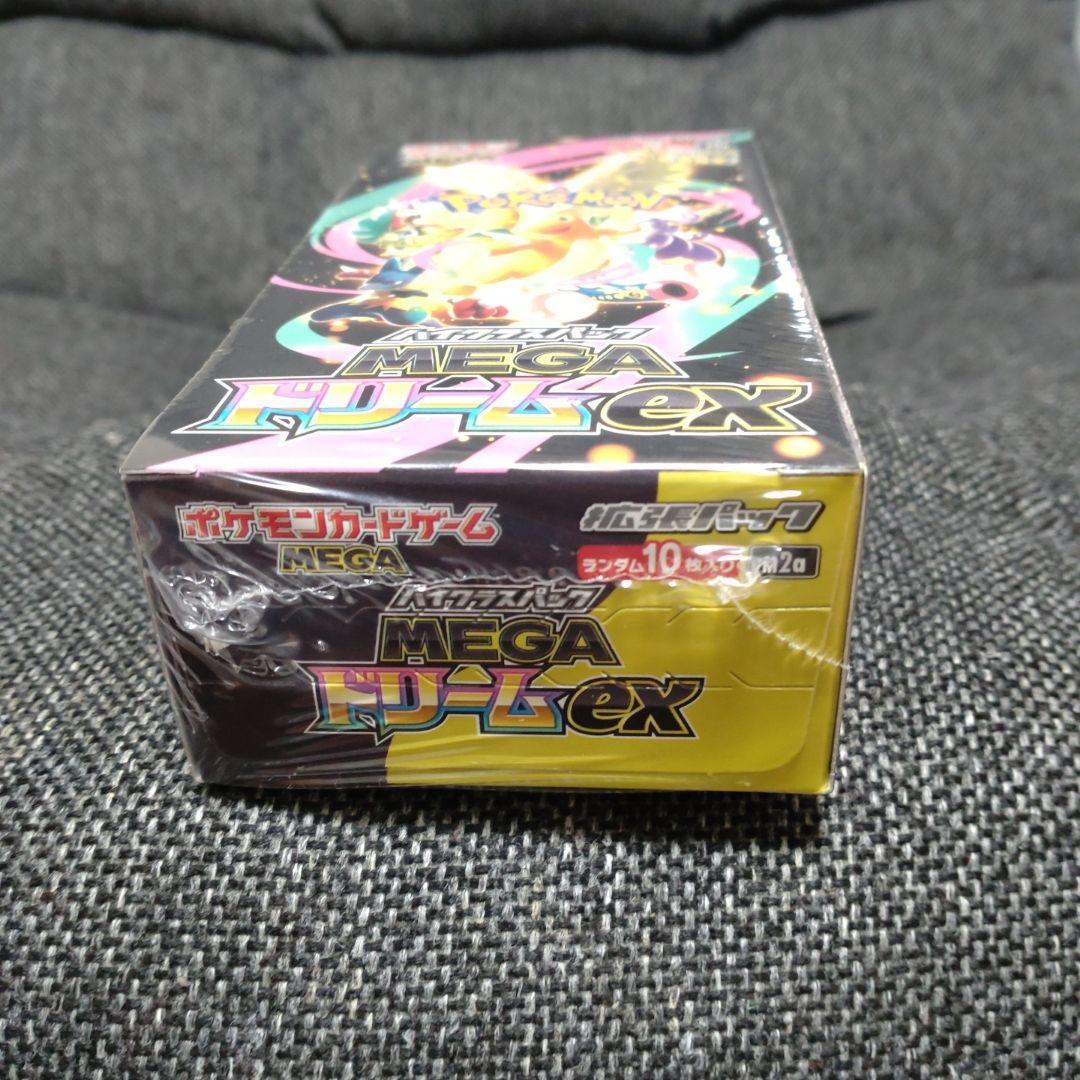 POKÉMON
ハイクラスパック
MEGA
ドリームex
ポケモンカードゲーム
MEGA
拡張パック
ランダム10枚入り
M2a
ハイクラスパック
MEGA
ドリームex